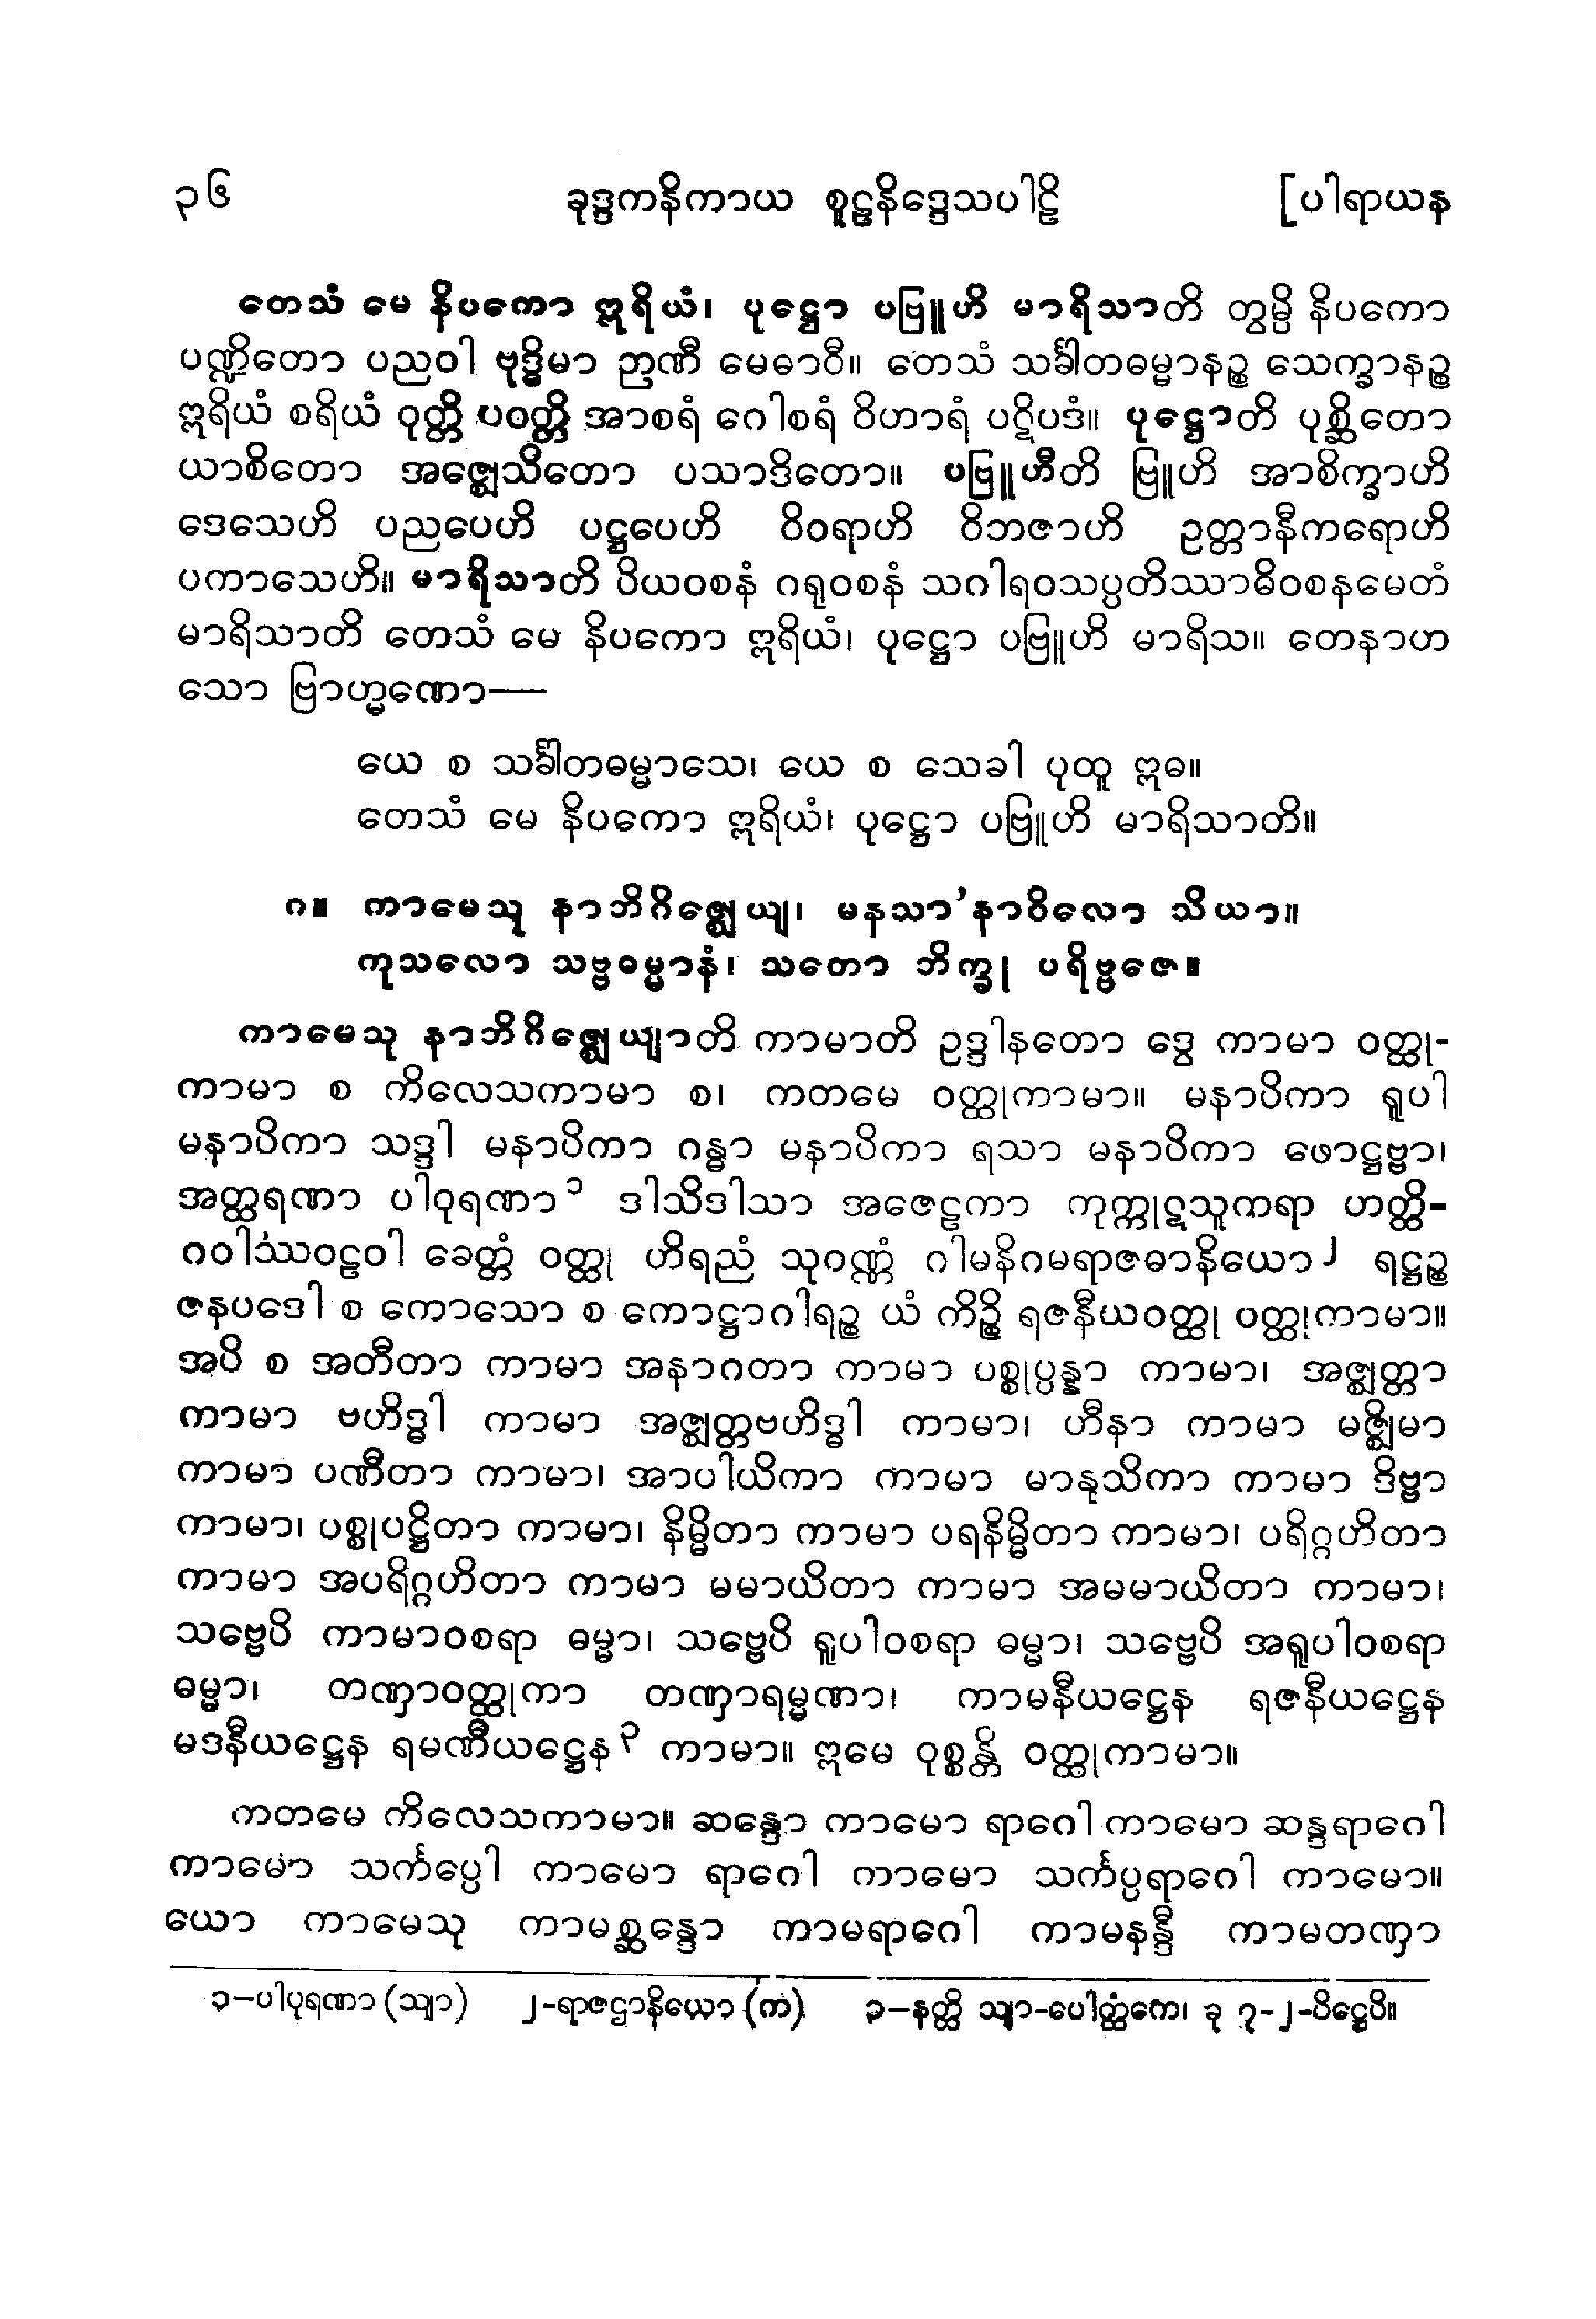 ၃၆ ခုဒ္ဒကနိကာယ စူဠနိဒ္ဒေသပါဠိ [ပါရာယန
တေသံ မေ နိပကော ဣရိယံ၊ ပုဋ္ဌော ပဗြူဟိ မာရိသာတိ တွမ္ပိ နိပကော
ပဏ္ဍိတော ပညဝါ ဗုဒ္ဓိမာ ဉာဏီ မေဓာဝီ။ တေသံ သင်္ခါတဓမ္မာနဉ္စ သေက္ခာနဉ္စ
ဣရိယံ စရိယံ ဝုတ္တိ ပဝတ္တိ အာစရံ ဂေါစရံ ဝိဟာရံ ပဋိပဒံ။ ပုဋ္ဌောတိ ပုစ္ဆိတော
ယာစိတော အဇ္ဈေသိတော ပသာဒိတော။ ပဗြူဟီတိ ဗြူဟိ အာစိက္ခာဟိ
ဒေသေဟိ ပညပေဟိ ပဋ္ဌပေဟိ ဝိဝရာဟိ ဝိဘဇာဟိ ဥတ္တာနီကရောဟိ
ပကာသေဟိ။ မာရိသာတိ ပိယဝစနံ ဂရုဝစနံ သဂါရဝသပ္ပတိဿာဓိဝစနမေတံ
မာရိသာတိ တေသံ မေ နိပကော ဣရိယံ၊ ပုဋ္ဌော ပဗြူဟိ မာရိသ။ တေနာဟ
သော ဗြာဟ္မဏော—
ယေ စ သင်္ခါတဓမ္မာသေ၊ ယေ စ သေခါ ပုထူ ဣဓ။
တေသံ မေ နိပကော ဣရိယံ၊ ပုဋ္ဌော ပဗြူဟိ မာရိသာတိ။
ဂ။ ကာမေသု နာဘိဂိဇ္ဈေယျ၊ မနသာ’နာဝိလော သိယာ။
ကုသလော သဗ္ဗဓမ္မာနံ၊ သတော ဘိက္ခု ပရိဗ္ဗဇေ။
ကာမေသု နာဘိဂိဇ္ဈေယျာတိ ကာမာတိ ဥဒ္ဒါနတော ဒွေ ကာမာ ဝတ္ထု-
ကာမာ စ ကိလေသကာမာ စ၊ ကတမေ ဝတ္ထုကာမာ။ မနာပိကာ ရူပါ
မနာပိကာ သဒ္ဒါ မနာပိကာ ဂန္ဓာ မနာပိကာ ရသာ မနာပိကာ ဖောဋ္ဌဗ္ဗာ၊
အတ္ထရဏာ ပါဝုရဏာ၁ ဒါသိဒါသာ အဇေဠကာ ကုက္ကုဋသူကရာ ဟတ္ထိ-
ဂဝါဿဝဠဝါ ခေတ္တံ ဝတ္ထု ဟိရညံ သုဝဏ္ဏံ ဂါမနိဂမရာဇဓာနိယော၂ ရဋ္ဌဉ္စ
ဇနပဒေါ စ ကောသော စ ကောဋ္ဌာဂါရဉ္စ ယံ ကိဉ္စိ ရဇနီယဝတ္ထု ဝတ္ထုကာမာ။
အပိ စ အတီတာ ကာမာ အနာဂတာ ကာမာ ပစ္စုပ္ပန္နာ ကာမာ၊ အဇ္ဈတ္တာ
ကာမာ ဗဟိဒ္ဓါ ကာမာ အဇ္ဈတ္တဗဟိဒ္ဓါ ကာမာ၊ ဟီနာ ကာမာ မဇ္ဈိမာ
ကာမာ ပဏီတာ ကာမာ၊ အာပါယိကာ ကာမာ မာနုသိကာ ကာမာ ဒိဗ္ဗာ
ကာမာ၊ ပစ္စုပဋ္ဌိတာ ကာမာ၊ နိမ္မိတာ ကာမာ ပရနိမ္မိတာ ကာမာ၊ ပရိဂ္ဂဟိတာ
ကာမာ အပရိဂ္ဂဟိတာ ကာမာ မမာယိတာ ကာမာ အမမာယိတာ ကာမာ၊
သဗ္ဗေပိ ကာမာဝစရာ ဓမ္မာ၊ သဗ္ဗေပိ ရူပါဝစရာ ဓမ္မာ၊ သဗ္ဗေပိ အရူပါဝစရာ
ဓမ္မာ၊ တဏှာဝတ္ထုကာ တဏှာရမ္မဏာ၊ ကာမနီယဋ္ဌေန ရဇနီယဋ္ဌေန
မဒနီယဋ္ဌေန ရမဏီယဋ္ဌေန၃ ကာမာ။ ဣမေ ဝုစ္စန္တိ ဝတ္ထုကာမာ။
ကတမေ ကိလေသကာမာ။ ဆန္ဒော ကာမော ရာဂေါ ကာမော ဆန္ဒရာဂေါ
ကာမော သင်္ကပ္ပေါ ကာမော ရာဂေါ ကာမော သင်္ကပ္ပရာဂေါ ကာမော။
ယော ကာမေသု ကာမစ္ဆန္ဒော ကာမရာဂေါ ကာမနန္ဒီ ကာမတဏှာ
၁–ပါပုရဏာ (သျာ) ၂-ရာဇဌာနိယော (က) ၃–နတ္ထိ သျာ-ပေါတ္ထကေ၊ ခု ၇-၂-ပိဋ္ဌေပိ။